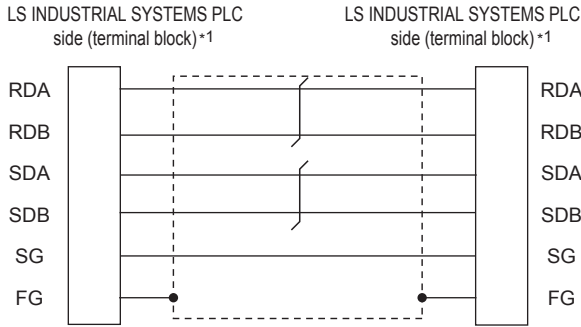 LS INDUSTRIAL SYSTEMS PLC
side (terminal block) *1
LS INDUSTRIAL SYSTEMS PLC
side (terminal block) *1
RDA
RDB
SDA
SDB
SG
FG
RDA
RDB
SDA
SDB
SG
FG